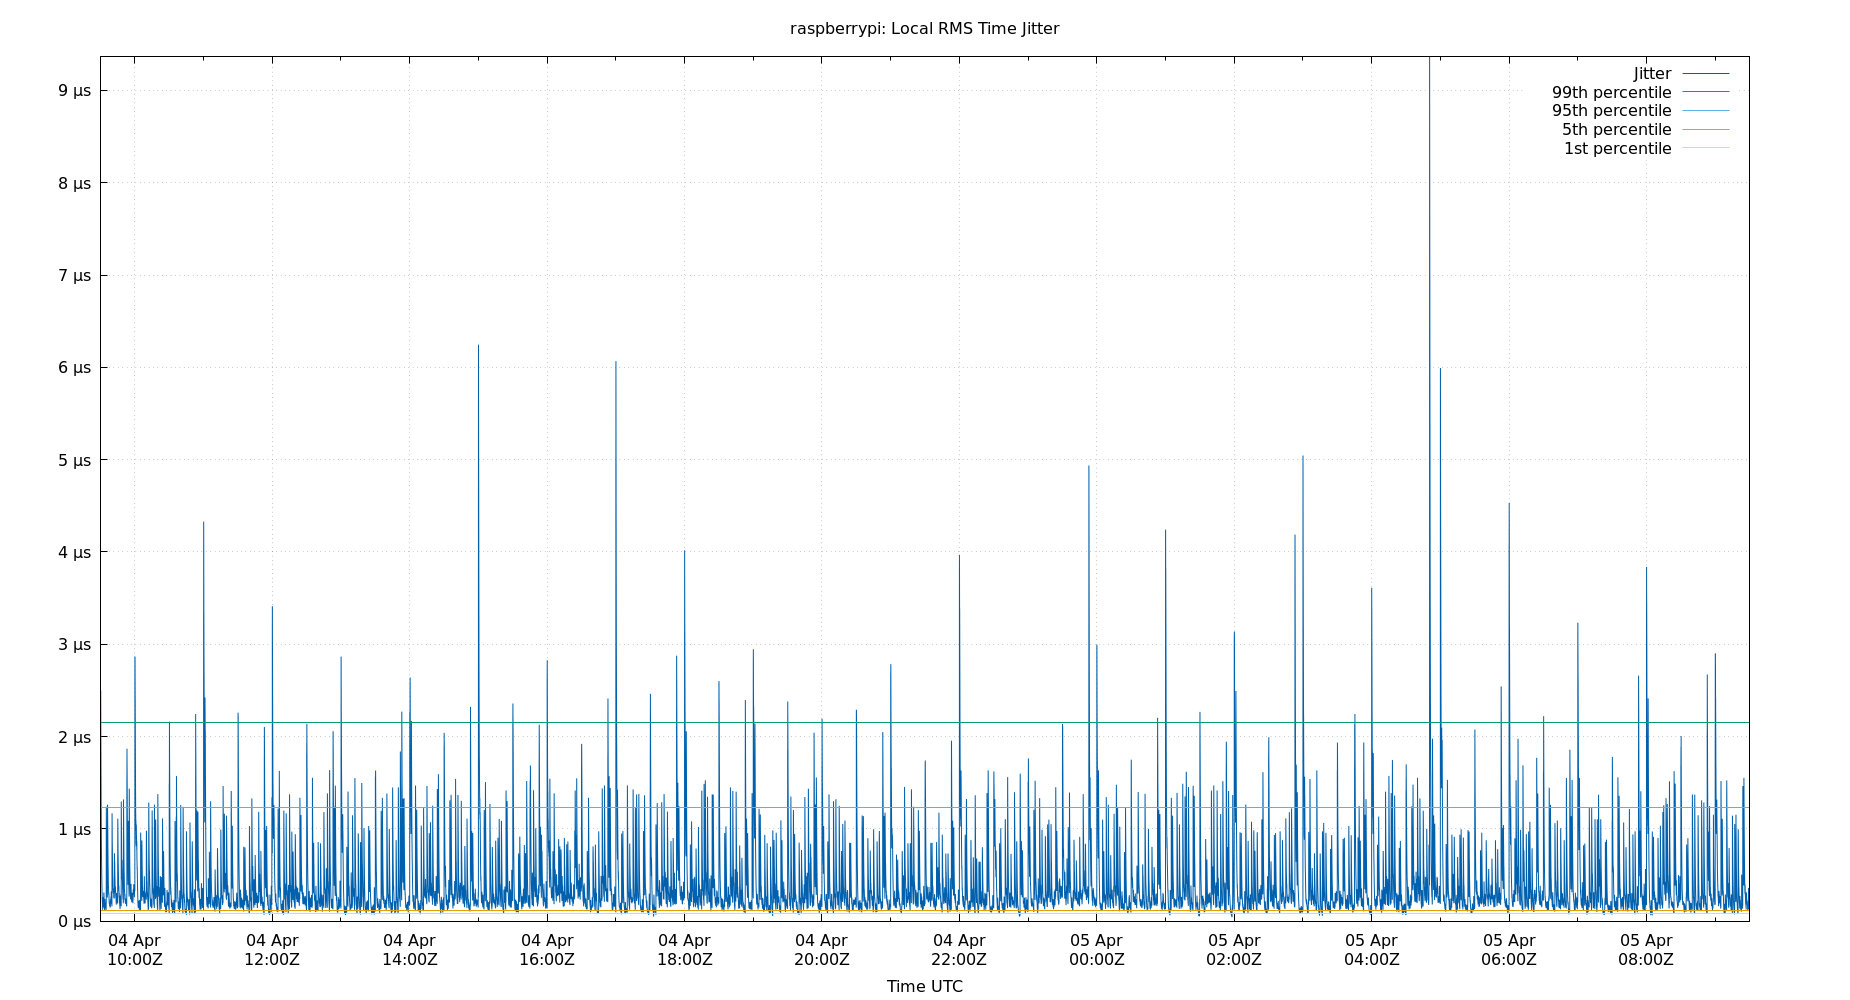 raspberrypi: Local RMS Time Jitter
Jitter
99th percentile
95th percentile
5th percentile
1st percentile
9 µs
8 µs
7 µs
6 µs
5 µs
4 µs
3 µs
2 µs
1 µs
0 µs
04 Apr 04 Apr 04 Apr 04 Apr 04 Apr 04 Apr 04 Apr 05 Apr 05 Apr 05 Apr 05 Apr 05 Apr
10:00Z 12:00Z 14:00Z 16:00Z 18:00Z 20:00Z 22:00Z 00:00Z 02:00Z 04:00Z 06:00Z 08:00Z
Time UTC